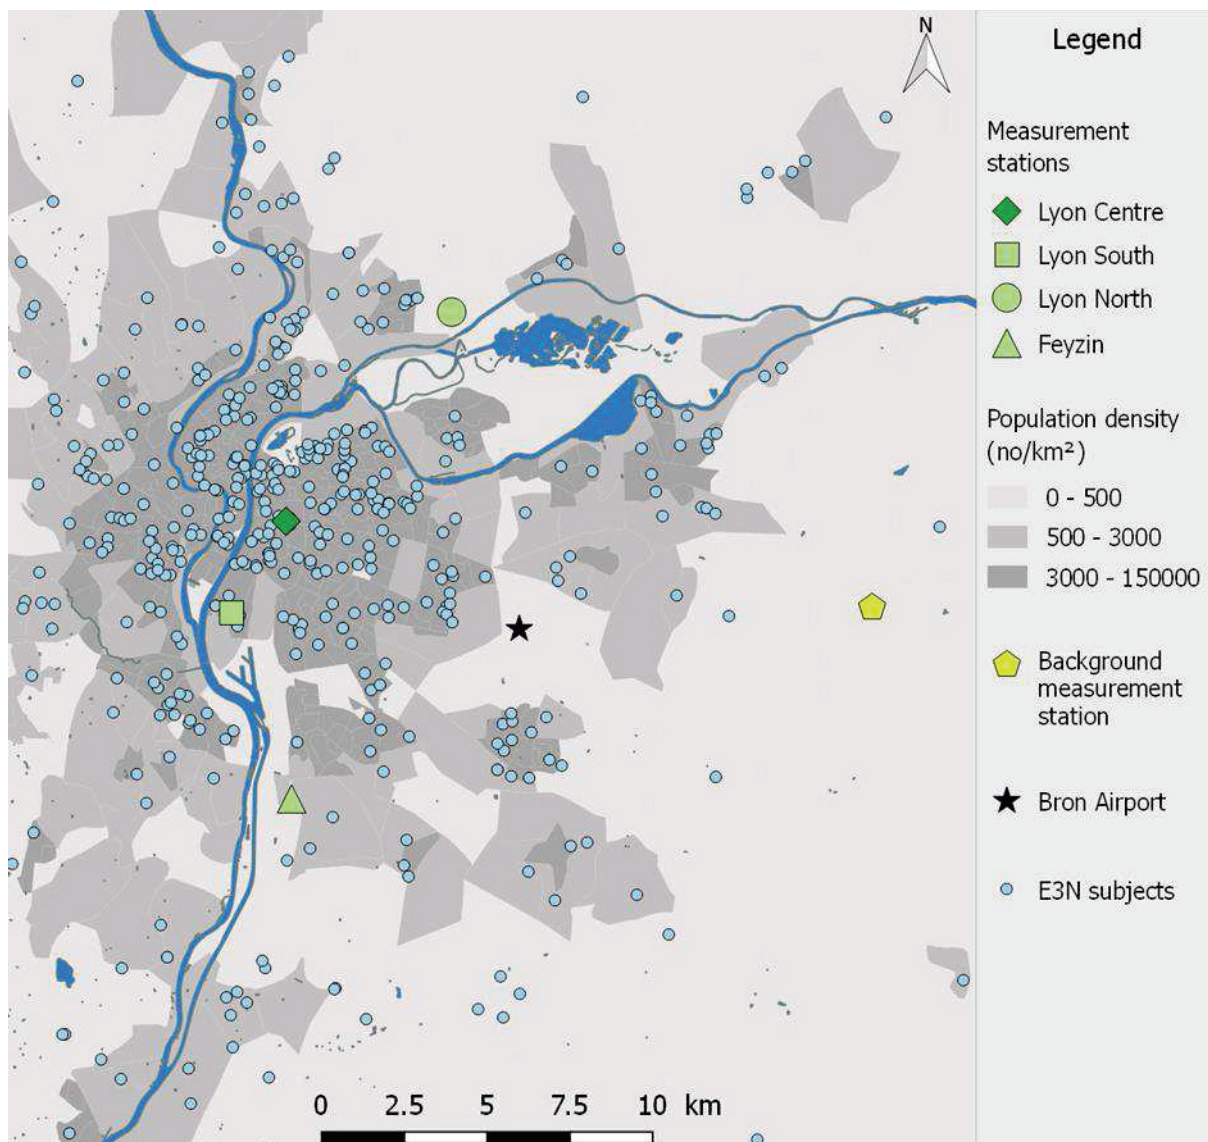 N
Legend
Measurement
stations
Lyon Centre
Lyon South
Lyon North
Feyzin
Population density
(no/km²)
0 - 500
500 - 3000
3000 - 150000
Background
measurement
station
Bron Airport
E3N subjects
0 2.5 5 7.5 10 km